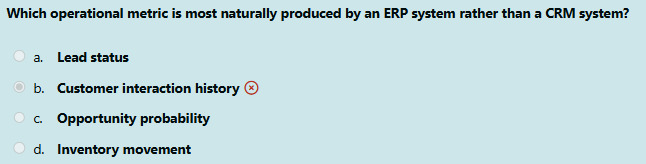 Which operational metric is most naturally produced by an ERP system rather than a CRM system?
a. Lead status
b. Customer interaction history
c. Opportunity probability
d. Inventory movement